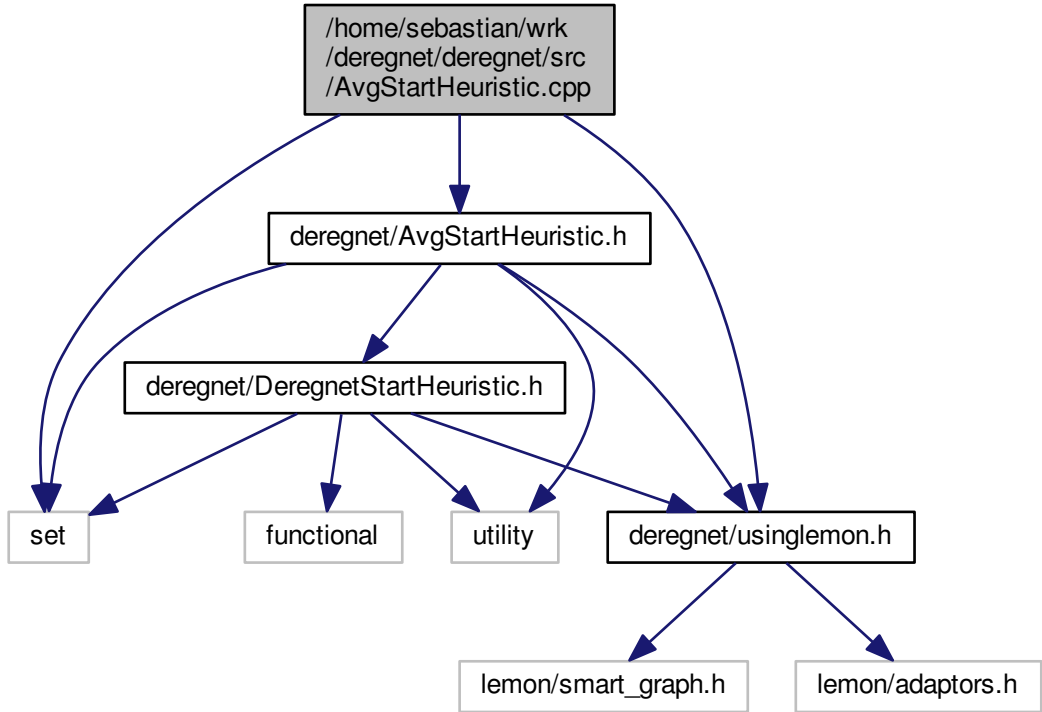 /home/sebastian/wrk
/deregnet/deregnet/src
/AvgStartHeuristic.cpp
deregnet/AvgStartHeuristic.h
deregnet/DeregnetStartHeuristic.h
set
functional
utility
deregnet/usinglemon.h
lemon/smart_graph.h
lemon/adaptors.h